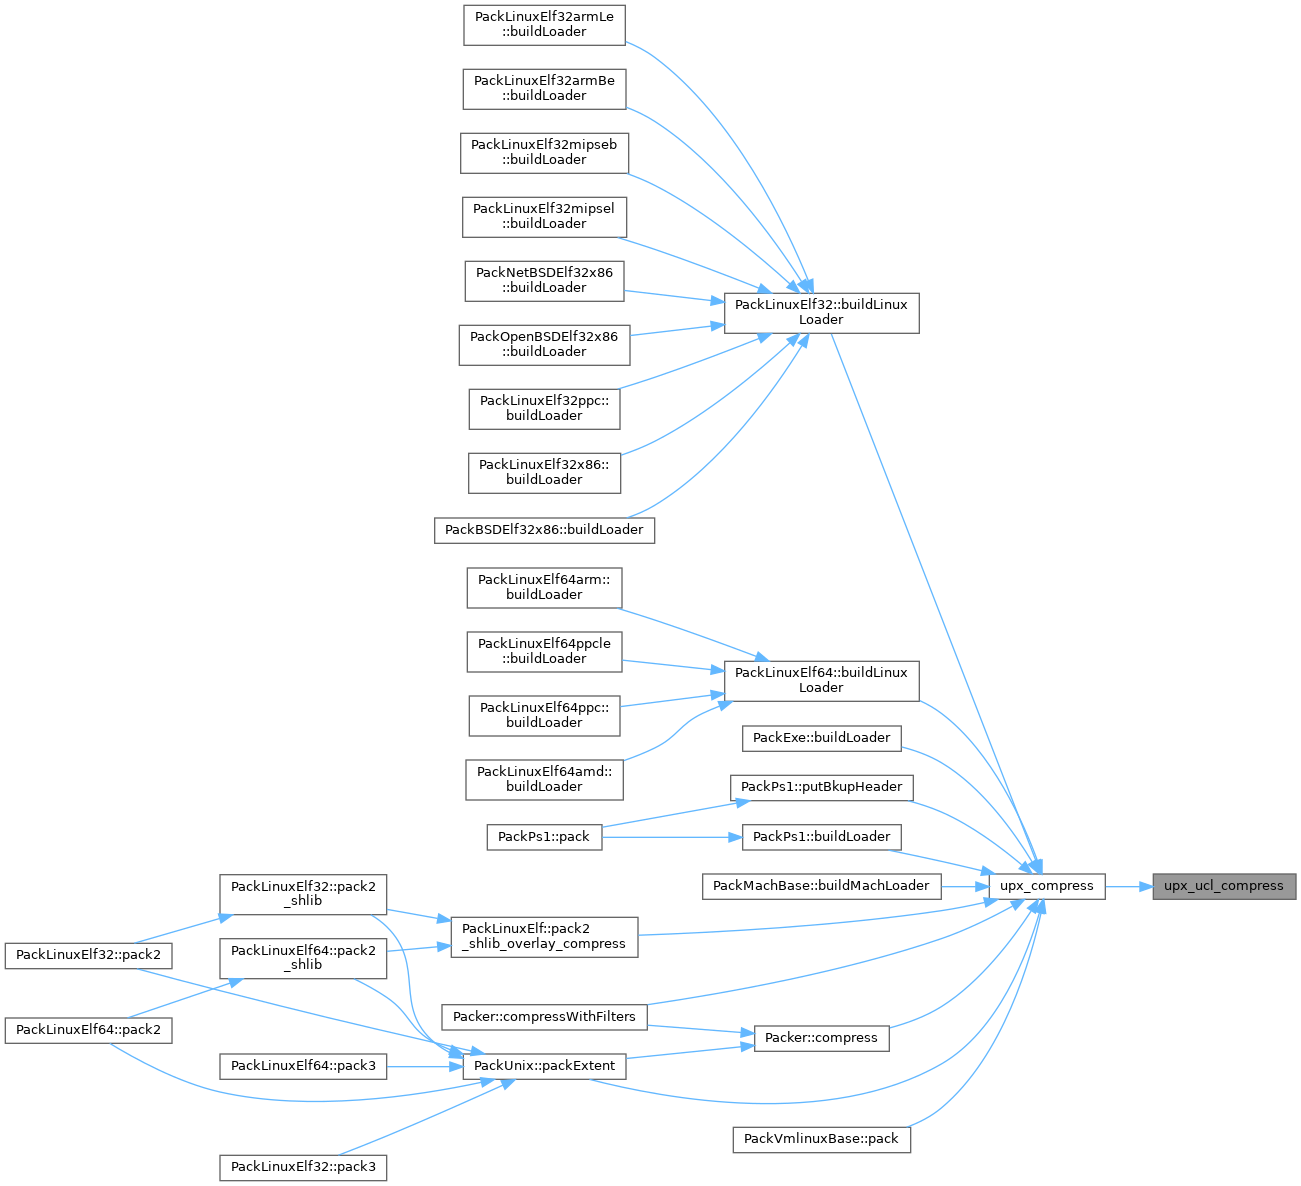 PackLinuxElf32armLe
::buildLoader
PackLinuxElf32armBe
::buildLoader
PackLinuxElf32mipseb
::buildLoader
PackLinuxElf32mipsel
::buildLoader
PackNetBSDElf32x86
::buildLoader
PackLinuxElf32::buildLinux
Loader
PackOpenBSDElf32x86
::buildLoader
PackLinuxElf32ppc::
buildLoader
PackLinuxElf32x86::
buildLoader
PackBSDElf32x86::buildLoader
PackLinuxElf64arm::
buildLoader
PackLinuxElf64ppcle
::buildLoader
PackLinuxElf64::buildLinux
Loader
PackLinuxElf64ppc::
buildLoader
PackExe::buildLoader
PackLinuxElf64amd::
buildLoader
PackPs1::putBkupHeader
PackPs1::pack
PackPs1::buildLoader
PackLinuxElf32::pack2
_shlib
PackMachBase::buildMachLoader
upx_compress
upx_ucl_compress
PackLinuxElf::pack2
_shlib_overlay_compress
PackLinuxElf32::pack2
PackLinuxElf64::pack2
_shlib
Packer::compressWithFilters
PackLinuxElf64::pack2
Packer::compress
PackLinuxElf64::pack3
PackUnix::packExtent
PackVmlinuxBase::pack
PackLinuxElf32::pack3